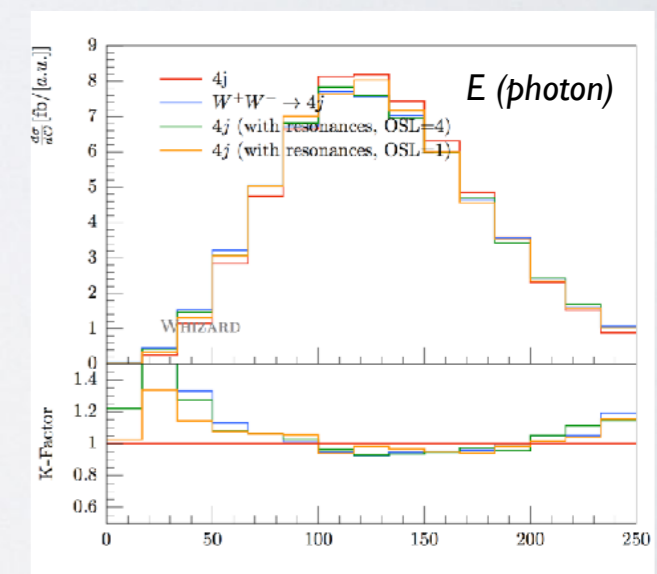 9
8
7
6
5
4
3
2
1
0
dσ/dO [fb/[a.u.]]
4j
W⁺W⁻ → 4j
4j (with resonances, OSL=4)
4j (with resonances, OSL=1)
E (photon)
WHIZARD
1.4
1.2
1
0.8
0.6
K-Factor
0 50 100 150 200 250